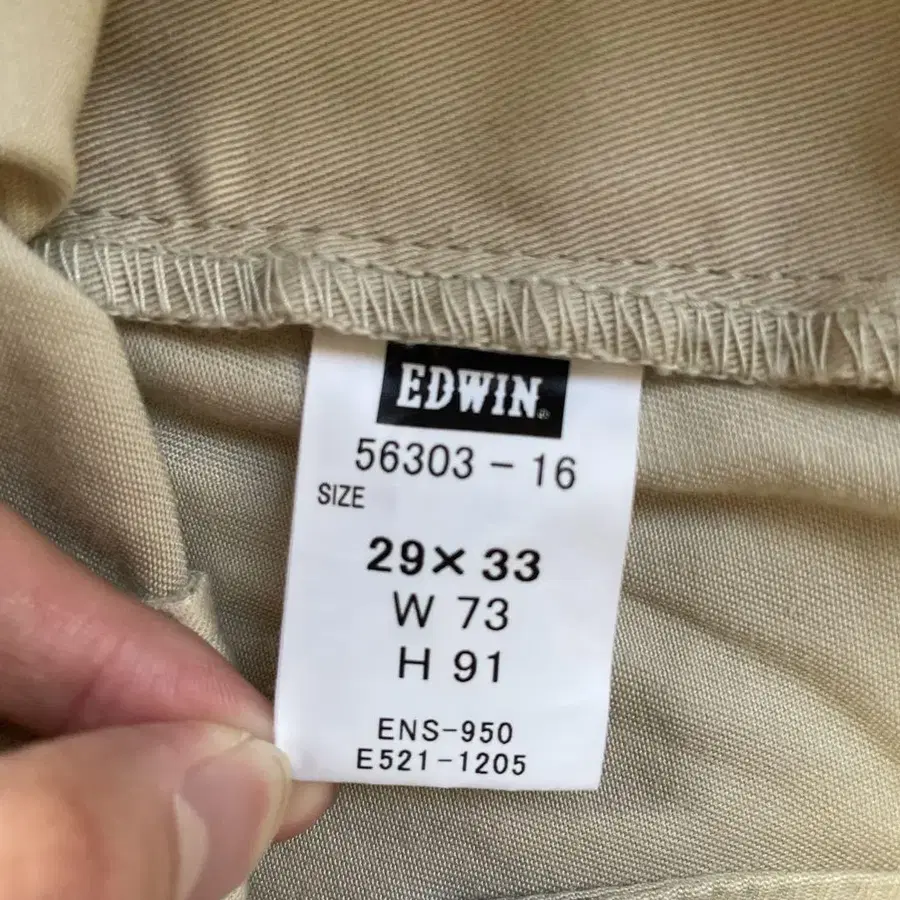 EDWIN
56303-16
SIZE
29×33
W 73
H 91
ENS-950
E521-1205